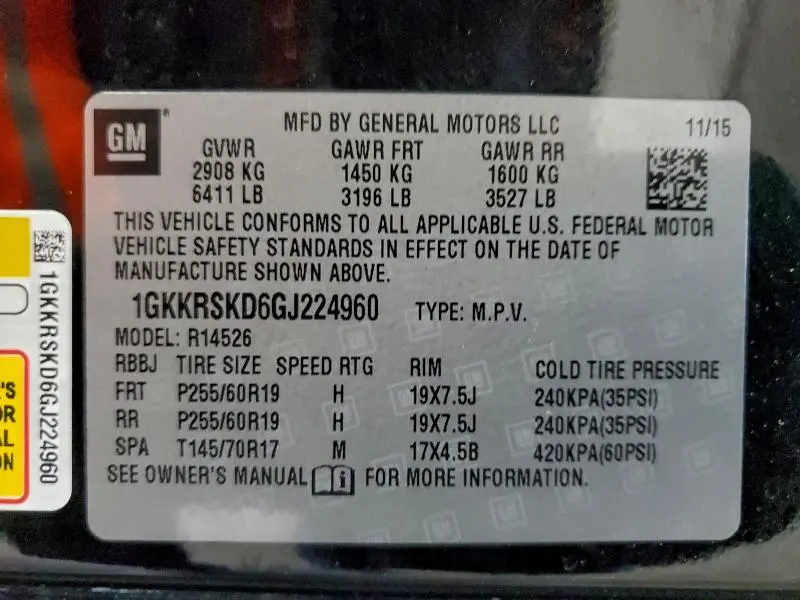 GM
MFD BY GENERAL MOTORS LLC 11/15
GVWR GAWR FRT GAWR RR
2908 KG 1450 KG 1600 KG
6411 LB 3196 LB 3527 LB
THIS VEHICLE CONFORMS TO ALL APPLICABLE U.S. FEDERAL MOTOR
VEHICLE SAFETY STANDARDS IN EFFECT ON THE DATE OF
MANUFACTURE SHOWN ABOVE.
1GKKRSKD6GJ224960 TYPE: M.P.V.
MODEL: R14526
RBBJ TIRE SIZE SPEED RTG RIM COLD TIRE PRESSURE
FRT P255/60R19 H 19X7.5J 240KPA(35PSI)
RR P255/60R19 H 19X7.5J 240KPA(35PSI)
SPA T145/70R17 M 17X4.5B 420KPA(60PSI)
SEE OWNER'S MANUAL FOR MORE INFORMATION.
1GKKRSKD6GJ224960